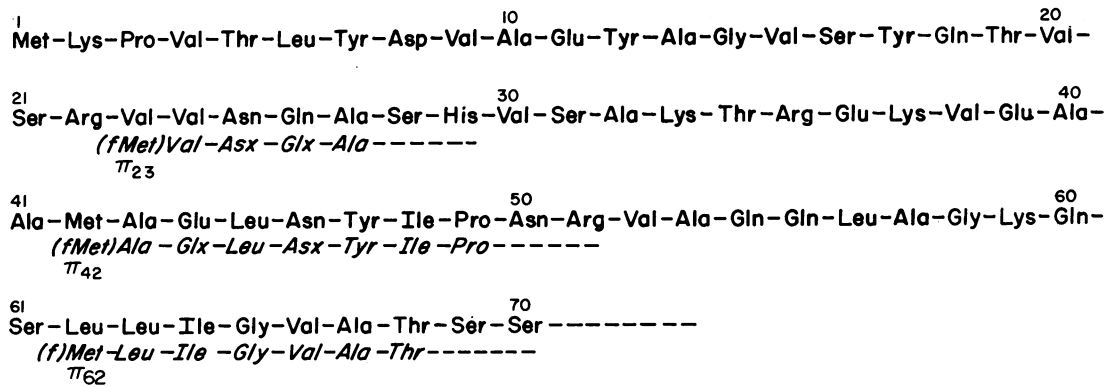 1 10 20
Met-Lys-Pro-Val-Thr-Leu-Tyr-Asp-Val-Ala-Glu-Tyr-Ala-Gly-Val-Ser-Tyr-Gln-Thr-Val-
21 30 40
Ser-Arg-Val-Val-Asn-Gln-Ala-Ser-His-Val-Ser-Ala-Lys-Thr-Arg-Glu-Lys-Val-Glu-Ala-
(fMet)Val-Asx-Glx-Ala------
π23
41 50 60
Ala-Met-Ala-Glu-Leu-Asn-Tyr-Ile-Pro-Asn-Arg-Val-Ala-Gln-Gln-Leu-Ala-Gly-Lys-Gln-
(fMet)Ala-Glx-Leu-Asx-Tyr-Ile-Pro------
π42
61 70
Ser-Leu-Leu-Ile-Gly-Val-Ala-Thr-Ser-Ser--------
(f)Met-Leu-Ile-Gly-Val-Ala-Thr------
π62